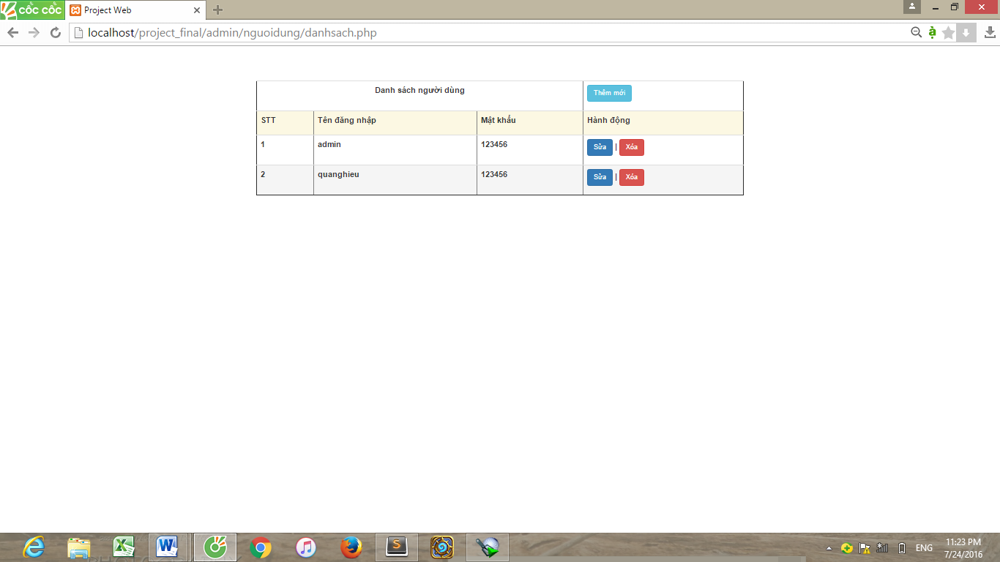 CỐC CỐC
Project Web
localhost/project_final/admin/nguoidung/danhsach.php
Danh sách người dùng
Thêm mới
STT Tên đăng nhập Mật khẩu Hành động
1 admin 123456 Sửa | Xóa
2 quanghieu 123456 Sửa | Xóa
ENG
11:23 PM
7/24/2016